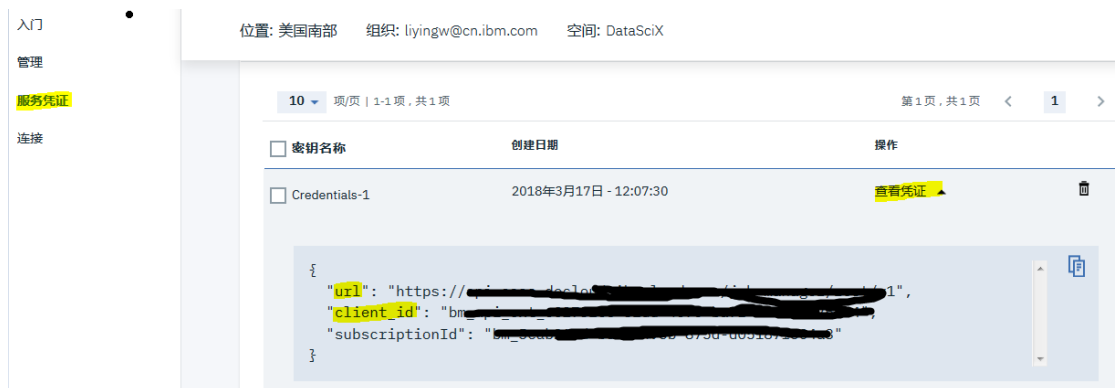 入门
位置: 美国南部 组织: liyingw@cn.ibm.com 空间: DataSciX
管理
服务凭证
连接
10 项/页 | 1-1 项 , 共 1 项 第 1 页 , 共 1 页 < 1 >
密钥名称 创建日期 操作
Credentials-1 2018年3月17日 - 12:07:30 查看凭证
{
"url": "https://
"client_id": "bm_
"subscriptionId": "bm_
}